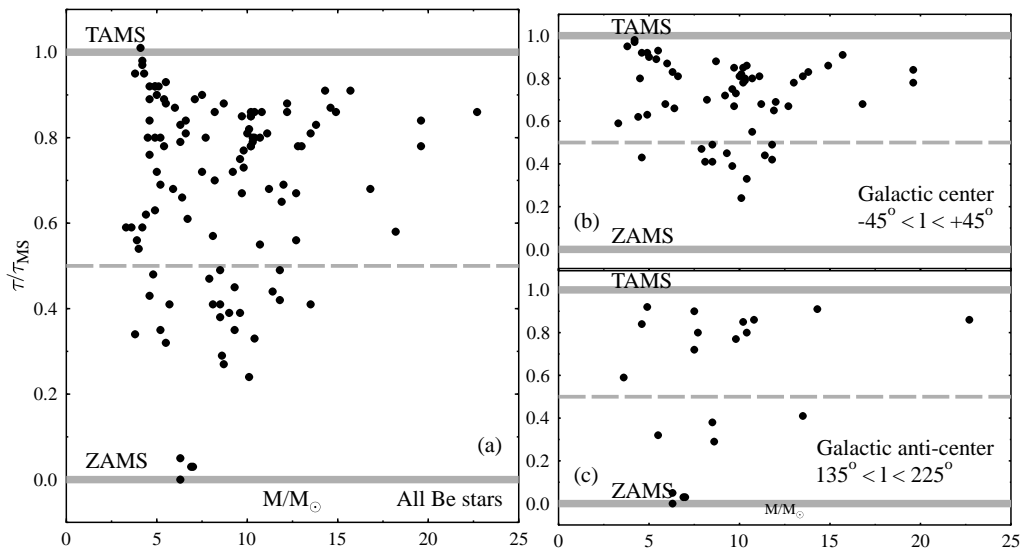 TAMS
1.0
0.8
0.6
0.4
0.2
0.0
τ/τMS
(a)
ZAMS
M/M☉
All Be stars
0 5 10 15 20 25
TAMS
1.0
0.8
0.6
0.4
0.2
0.0
Galactic center
(b)
-45° < l < +45°
ZAMS
TAMS
1.0
0.8
0.6
0.4
0.2
0.0
Galactic anti-center
(c)
135° < l < 225°
ZAMS
M/M☉
0 5 10 15 20 25